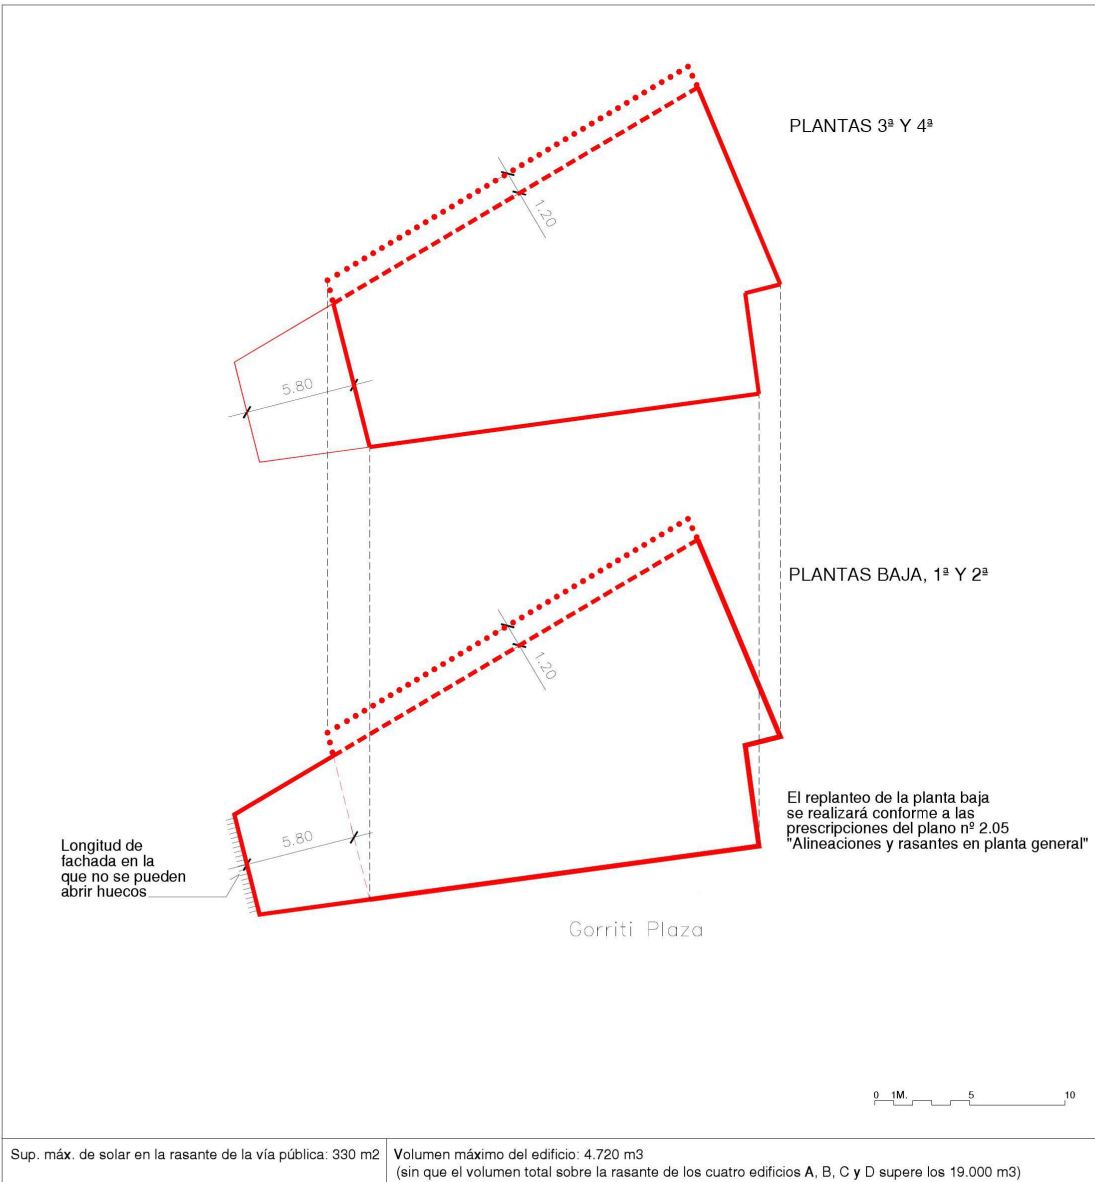 PLANTAS 3ª Y 4ª
1.20
5.80
PLANTAS BAJA, 1ª Y 2ª
1.20
El replanteo de la planta baja
se realizará conforme a las
prescripciones del plano nº 2.05
"Alineaciones y rasantes en planta general"
5.80
Longitud de
fachada en la
que no se pueden
abrir huecos
Gorriti Plaza
0 1M. 5 10
Sup. máx. de solar en la rasante de la vía pública: 330 m2
Volumen máximo del edificio: 4.720 m3
(sin que el volumen total sobre la rasante de los cuatro edificios A, B, C y D supere los 19.000 m3)